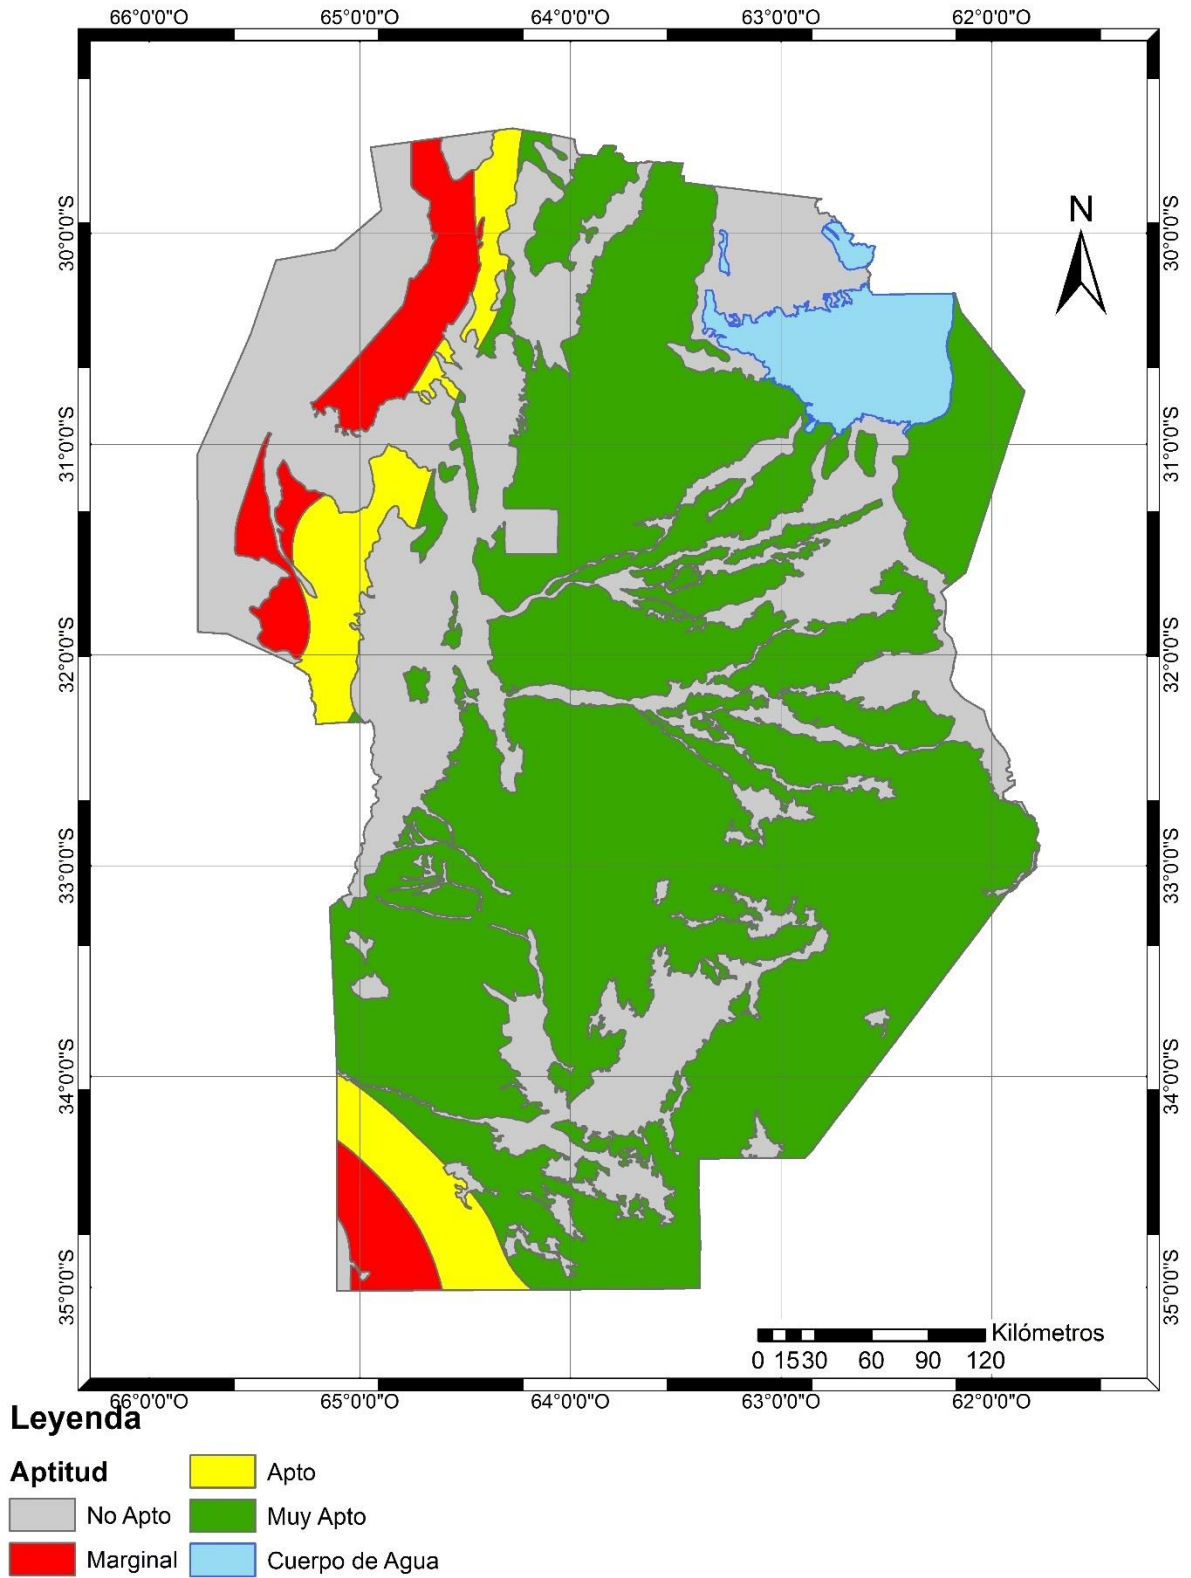 66°0'0"O 65°0'0"O 64°0'0"O 63°0'0"O 62°0'0"O
30°0'0"S 30°0'0"S
N
31°0'0"S 31°0'0"S
32°0'0"S 32°0'0"S
33°0'0"S 33°0'0"S
34°0'0"S 34°0'0"S
35°0'0"S 35°0'0"S
Kilómetros
0 15 30 60 90 120
66°0'0"O 65°0'0"O 64°0'0"O 63°0'0"O 62°0'0"O
Leyenda
Aptitud
No Apto
Marginal
Apto
Muy Apto
Cuerpo de Agua